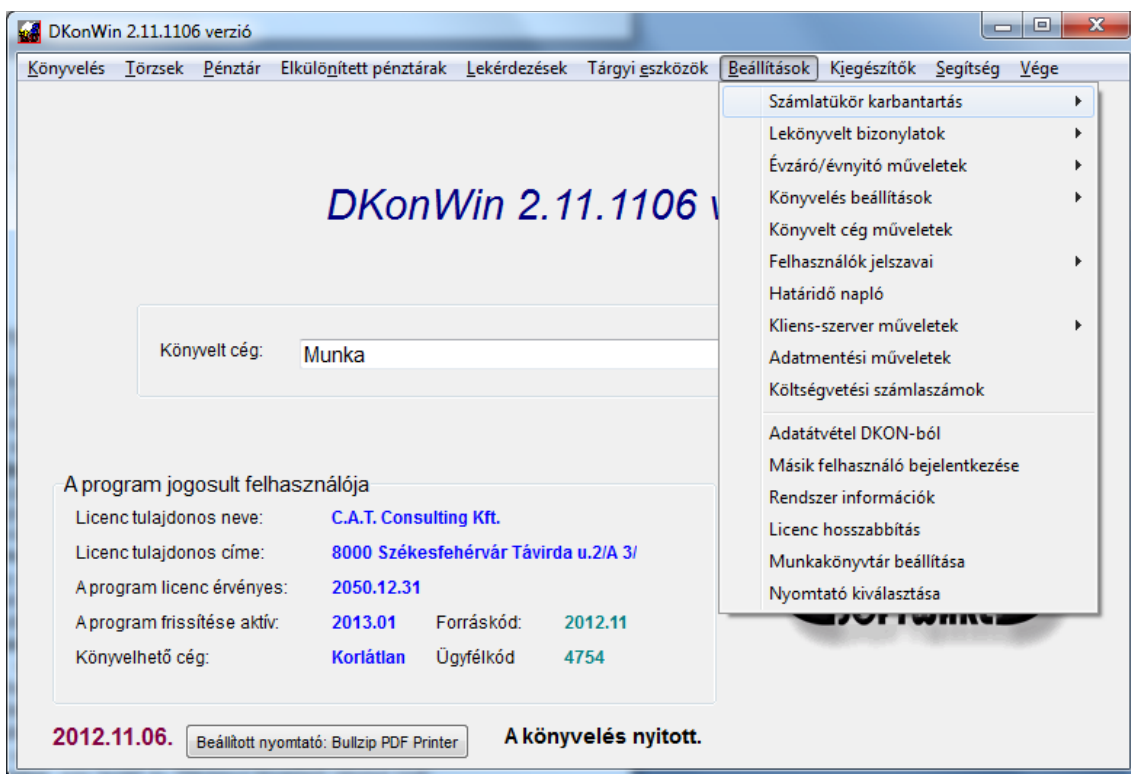 DKonWin 2.11.1106 verzió
Könyvelés Törzsek Pénztár Elkülönített pénztárak Lekérdezések Tárgyi eszközök Beállítások Kiegészítők Segítség Vége
Számlatükör karbantartás
Lekönyvelt bizonylatok
Évzáró/évnyitó műveletek
Könyvelés beállítások
Könyvelt cég műveletek
Felhasználók jelszavai
Határidő napló
Kliens-szerver műveletek
Adatmentési műveletek
Költségvetési számlaszámok
Adatátvétel DKON-ból
Másik felhasználó bejelentkezése
Rendszer információk
Licenc hosszabbítás
Munkakönyvtár beállítása
Nyomtató kiválasztása
DKonWin 2.11.1106 v
Könyvelt cég: Munka
A program jogosult felhasználója
Licenc tulajdonos neve: C.A.T. Consulting Kft.
Licenc tulajdonos címe: 8000 Székesfehérvár Távirda u.2/A 3/
A program licenc érvényes: 2050.12.31
A program frissítése aktív: 2013.01 Forráskód: 2012.11
Könyvelhető cég: Korlátlan Ügyfélkód 4754
2012.11.06. Beállított nyomtató: Bullzip PDF Printer A könyvelés nyitott.